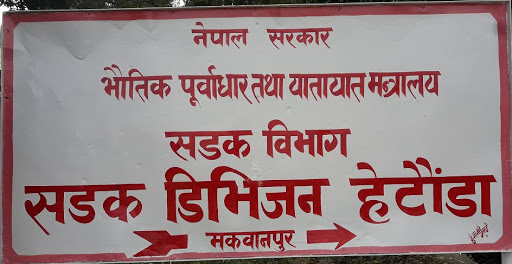 नेपाल सरकार
भौतिक पूर्वाधार तथा यातायात मन्त्रालय
सडक विभाग
सडक डिभिजन हेटौंडा
मकवानपुर